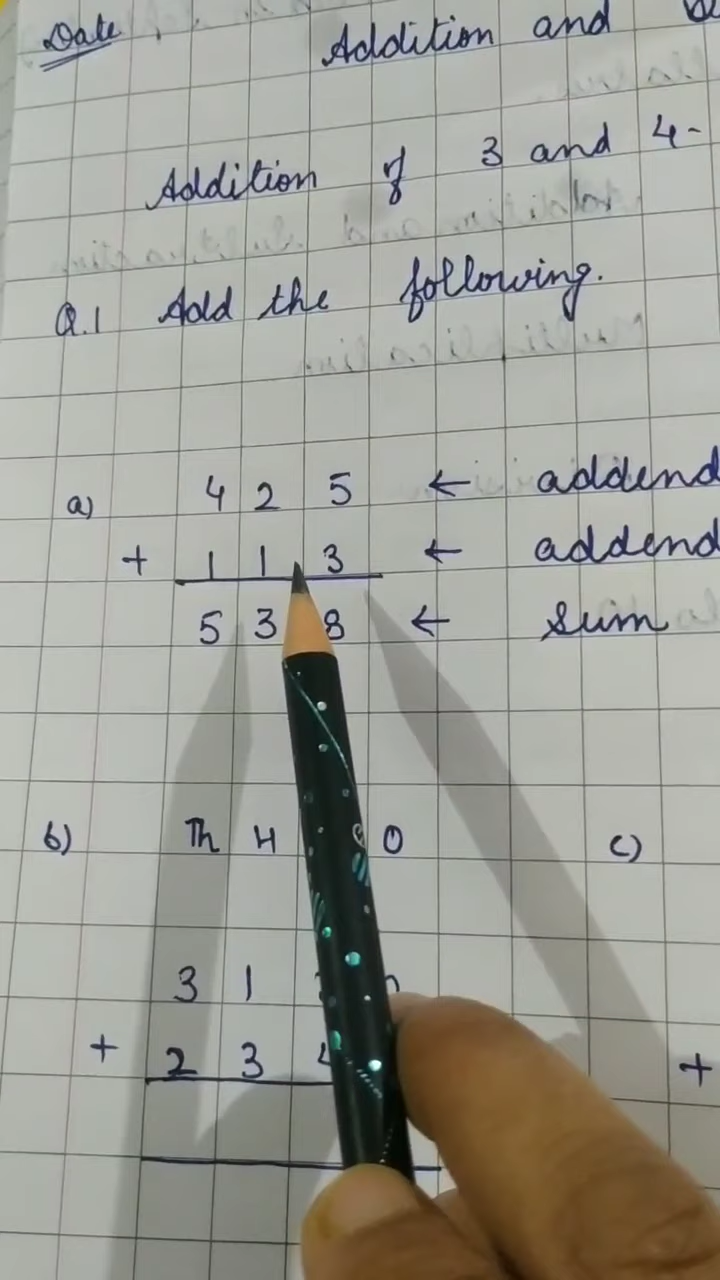 Date
Addition and
Addition of 3 and 4-
Q.1 Add the following.
a) 4 2 5 ← addend
+ 1 1 3 ← addend
5 3 8 ← sum
b) Th H O c)
3 1
+ 2 3 +